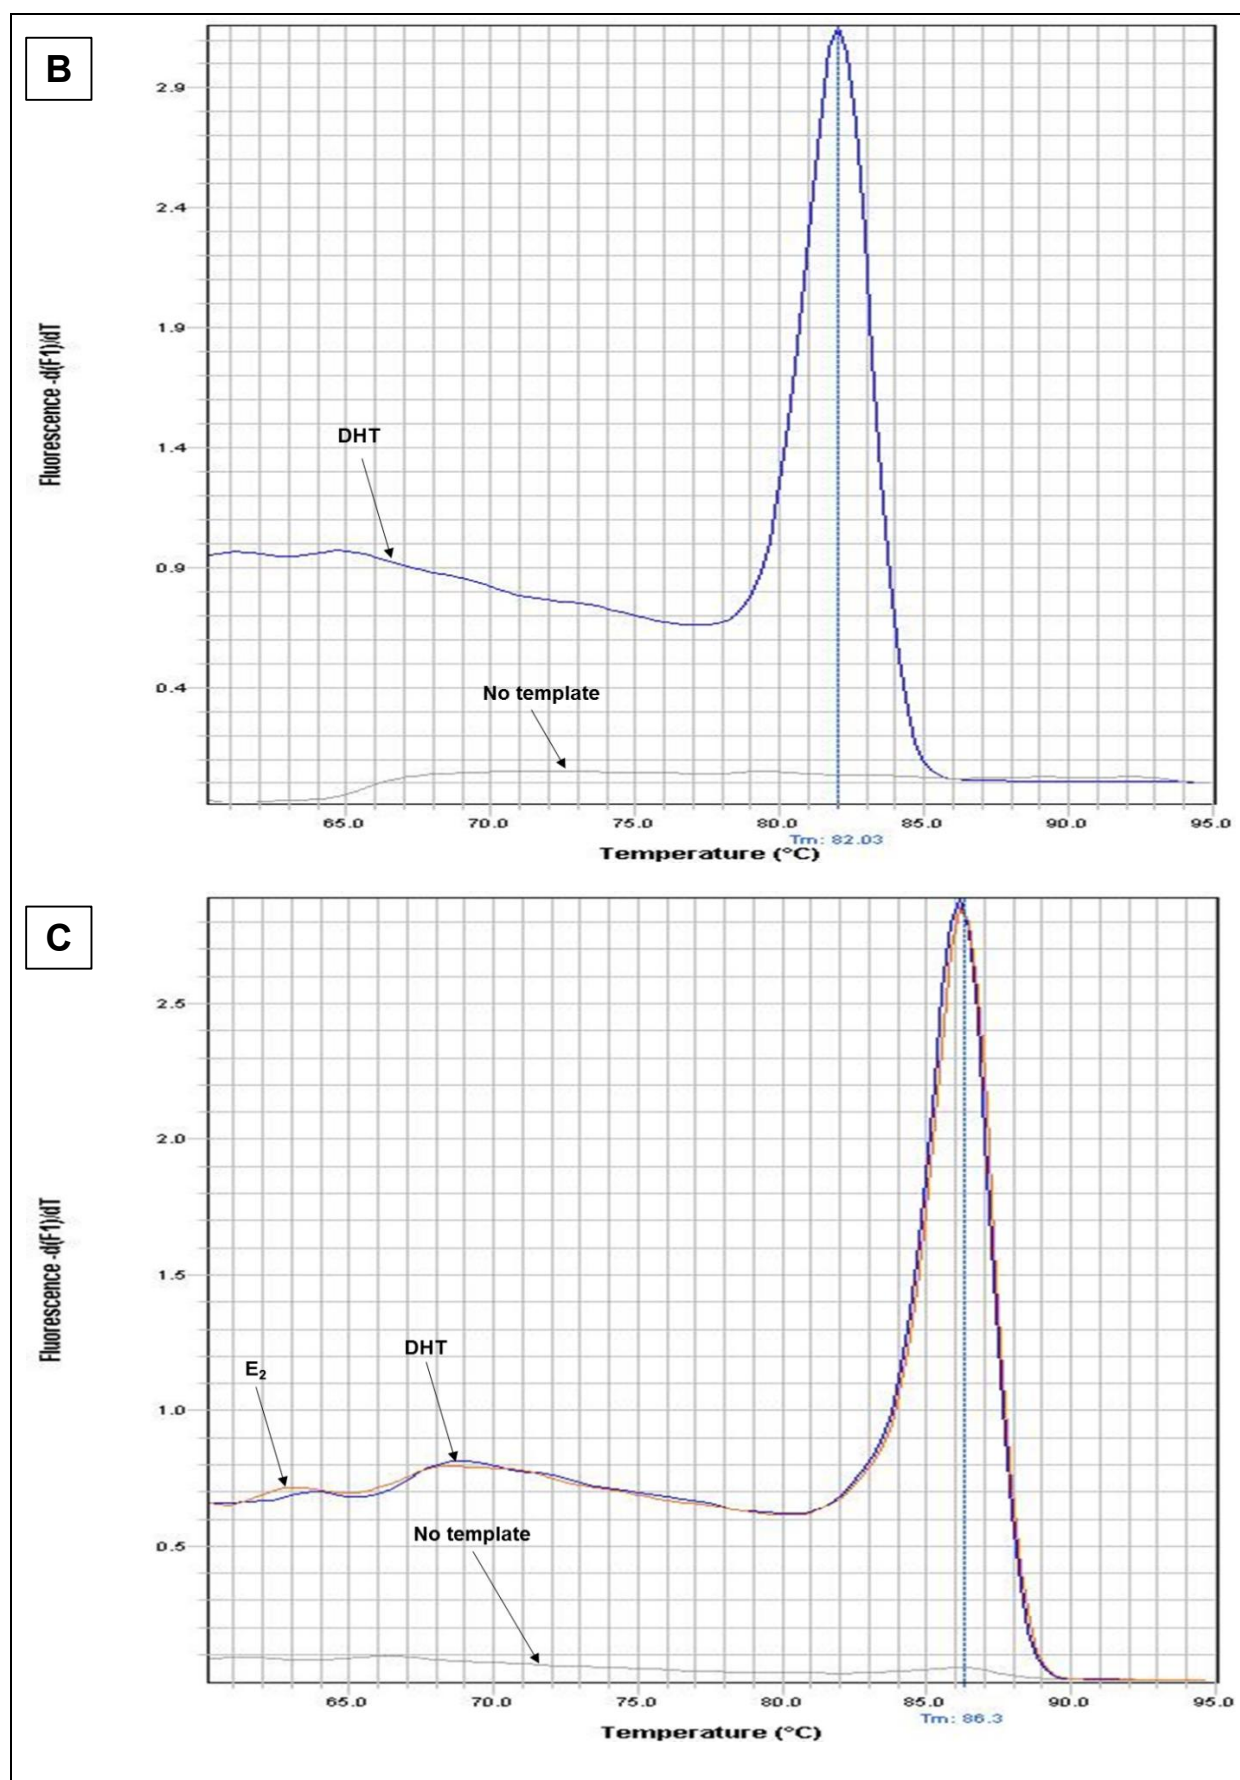 B
2.9
2.4
1.9
1.4
0.9
0.4
Fluorescence -d(F1)/dT
DHT
No template
65.0 70.0 75.0 80.0 85.0 90.0 95.0
Tm: 82.03
Temperature (°C)
C
2.5
2.0
1.5
1.0
0.5
Fluorescence -d(F1)/dT
DHT
E₂
No template
65.0 70.0 75.0 80.0 85.0 90.0 95.0
Tm: 86.3
Temperature (°C)